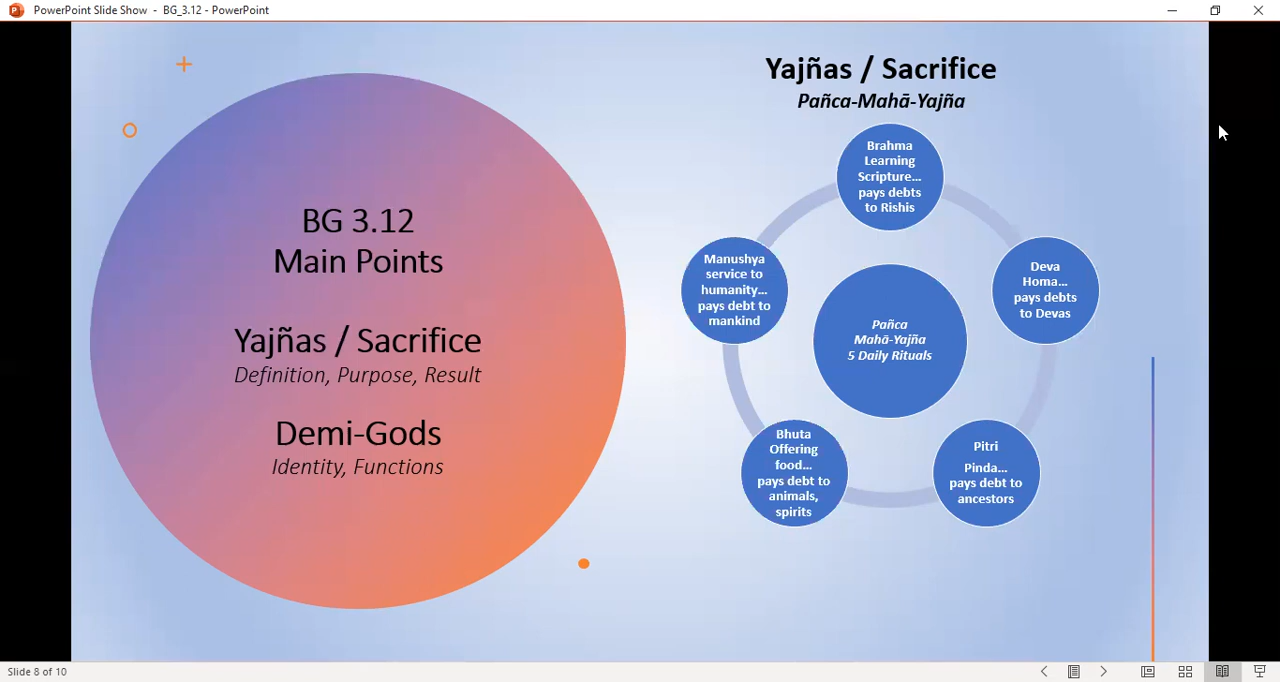 PowerPoint Slide Show - BG_3.12 - PowerPoint
BG 3.12
Main Points
Yajñas / Sacrifice
Definition, Purpose, Result
Demi-Gods
Identity, Functions
Yajñas / Sacrifice
Pañca-Mahā-Yajña
Brahma
Learning
Scripture...
pays debts
to Rishis
Deva
Homa...
pays debts
to Devas
Pitri
Pinda...
pays debt to
ancestors
Bhuta
Offering
food...
pays debt to
animals,
spirits
Manushya
service to
humanity...
pays debt to
mankind
Pañca
Mahā-Yajña
5 Daily Rituals
Slide 8 of 10